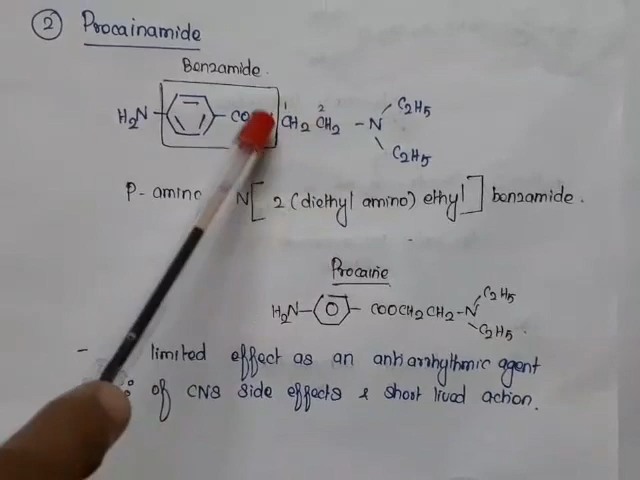 ② Procainamide
Benzamide.
H₂N- -CO CH₂ CH₂ -N C₂H₅ C₂H₅
1 2
P- amino N[ 2 (diethyl amino) ethyl] benzamide.
Procaine
H₂N- -COOCH₂CH₂-N C₂H₅ C₂H₅.
- limited effect as an antiarrhythmic agent
of CNS side effects & short lived action.